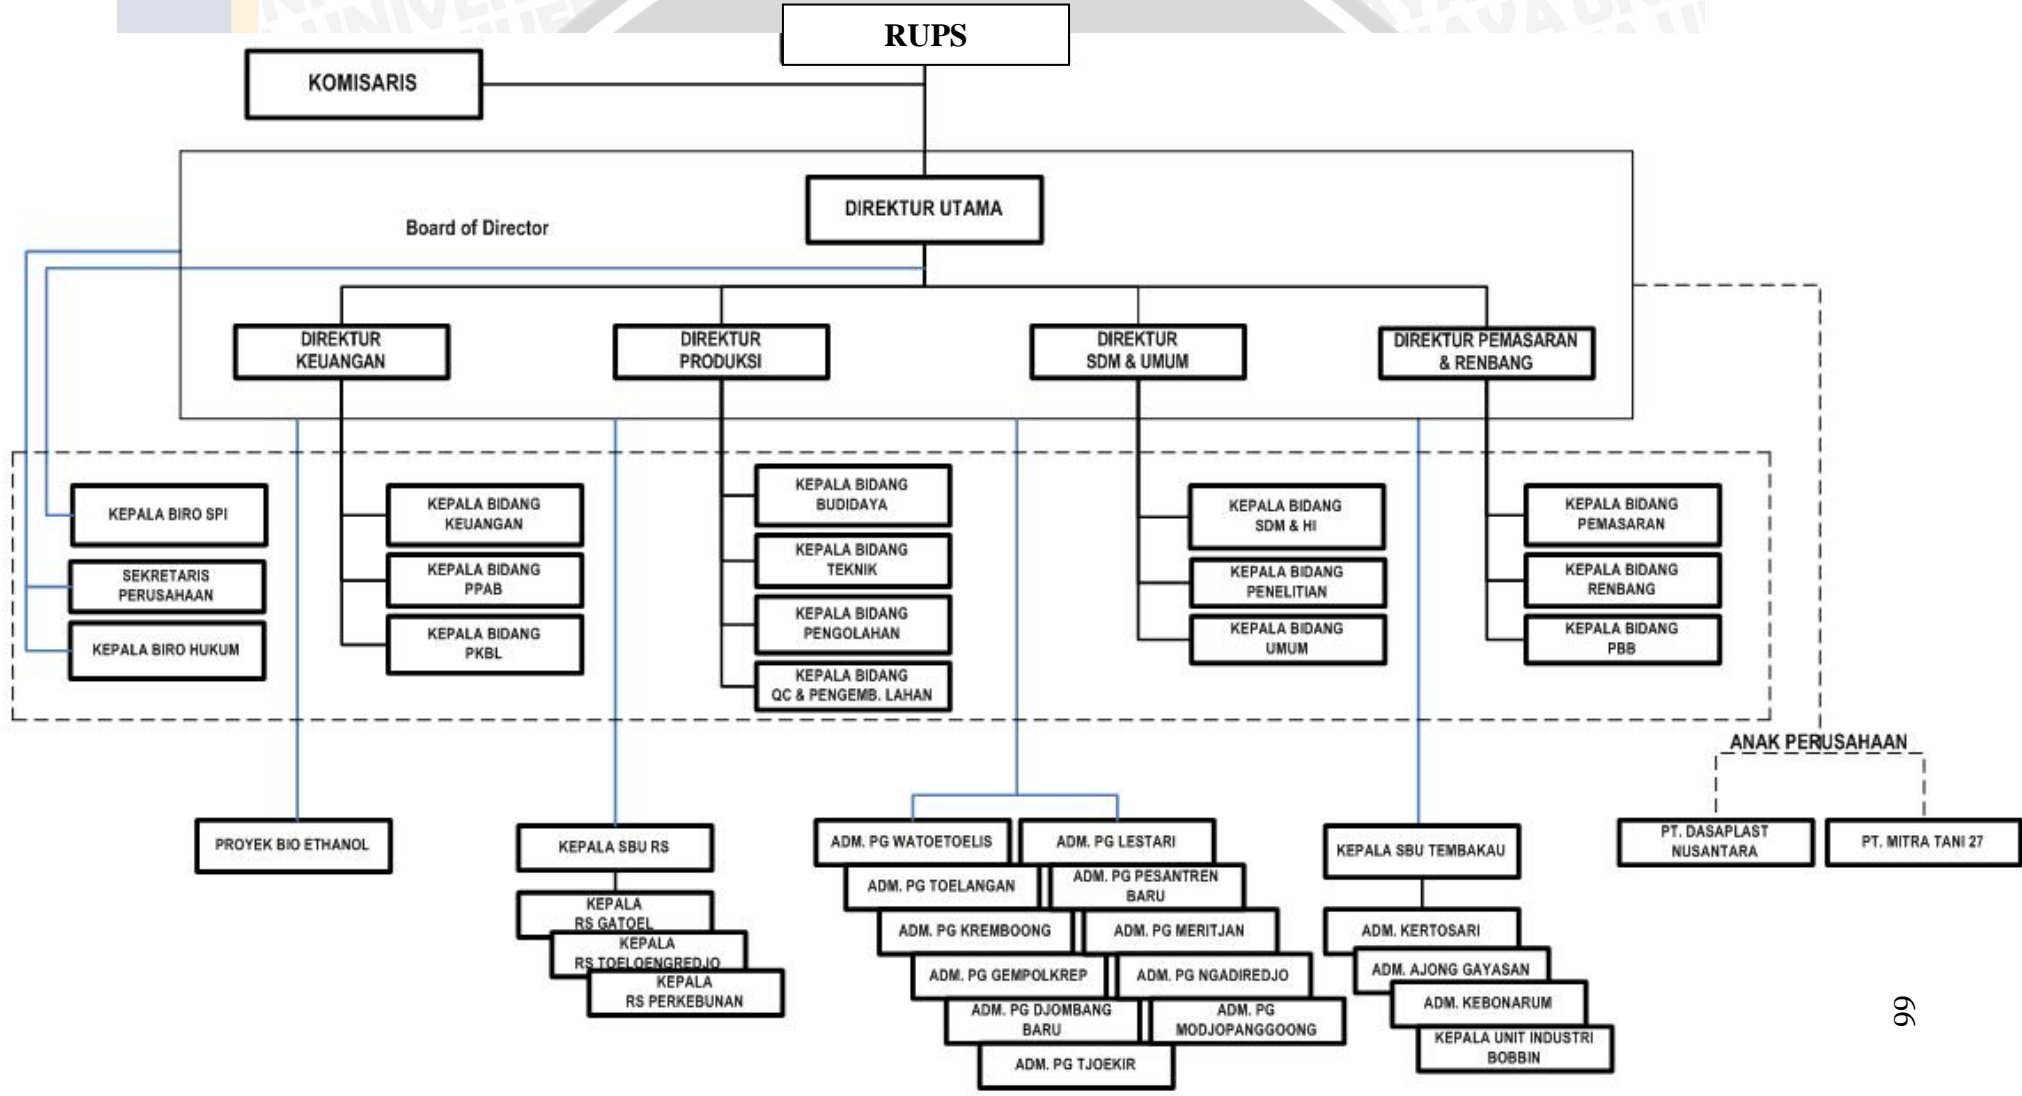 RUPS
KOMISARIS
DIREKTUR UTAMA
Board of Director
DIREKTUR
KEUANGAN
DIREKTUR
PRODUKSI
DIREKTUR
SDM & UMUM
DIREKTUR PEMASARAN
& RENBANG
KEPALA BIRO SPI
SEKRETARIS
PERUSAHAAN
KEPALA BIRO HUKUM
KEPALA BIDANG
KEUANGAN
KEPALA BIDANG
PPAB
KEPALA BIDANG
PKBL
KEPALA BIDANG
BUDIDAYA
KEPALA BIDANG
TEKNIK
KEPALA BIDANG
PENGOLAHAN
KEPALA BIDANG
QC & PENGEMB. LAHAN
KEPALA BIDANG
SDM & HI
KEPALA BIDANG
PENELITIAN
KEPALA BIDANG
UMUM
KEPALA BIDANG
PEMASARAN
KEPALA BIDANG
RENBANG
KEPALA BIDANG
PBB
ANAK PERUSAHAAN
PROYEK BIO ETHANOL
KEPALA SBU RS
KEPALA
RS GATOEL
KEPALA
RS TOELOENGREDJO
KEPALA
RS PERKEBUNAN
ADM. PG WATOETOELIS
ADM. PG TOELANGAN
ADM. PG KREMBOONG
ADM. PG GEMPOLKREP
ADM. PG DJOMBANG
BARU
ADM. PG TJOEKIR
ADM. PG LESTARI
ADM. PG PESANTREN
BARU
ADM. PG MERITJAN
ADM. PG NGADIREDJO
ADM. PG
MODJOPANGGOONG
KEPALA SBU TEMBAKAU
ADM. KERTOSARI
ADM. AJONG GAYASAN
ADM. KEBONARUM
KEPALA UNIT INDUSTRI
BOBBIN
PT. DASAPLAST
NUSANTARA
PT. MITRA TANI 27
66